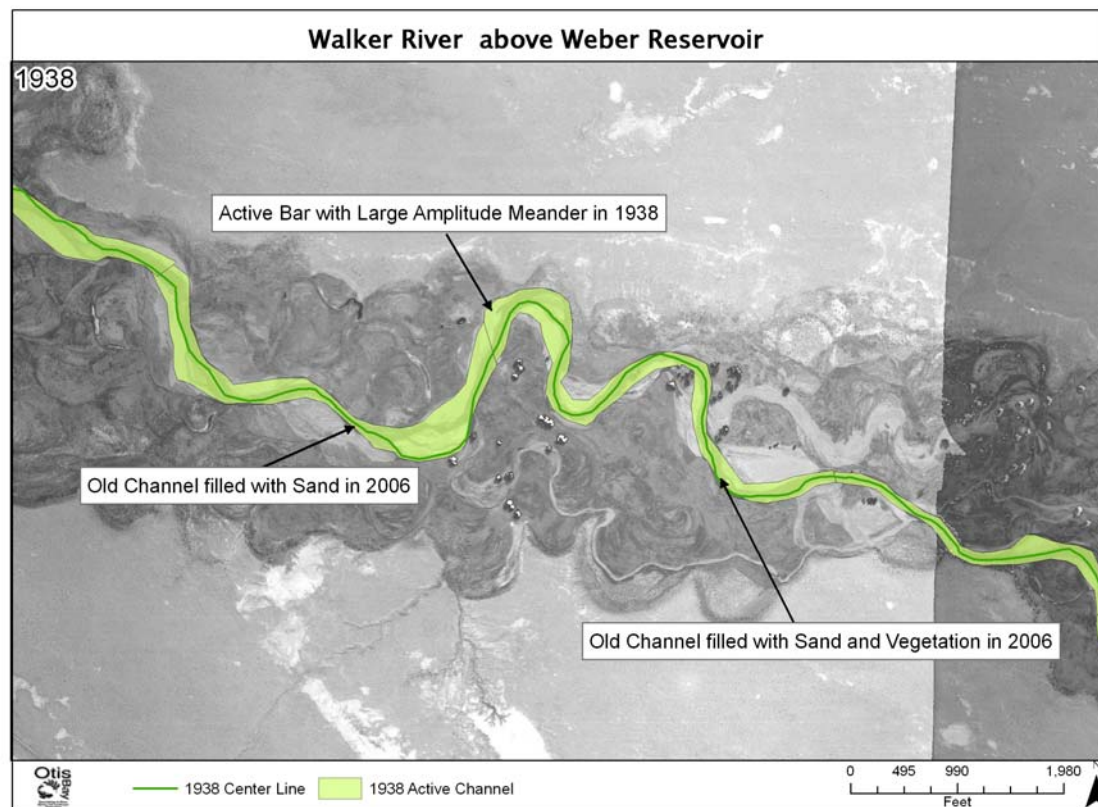 Walker River above Weber Reservoir
1938
Active Bar with Large Amplitude Meander in 1938
Old Channel filled with Sand in 2006
Old Channel filled with Sand and Vegetation in 2006
Otis
Bay
1938 Center Line
1938 Active Channel
0 495 990 1,980
Feet
N